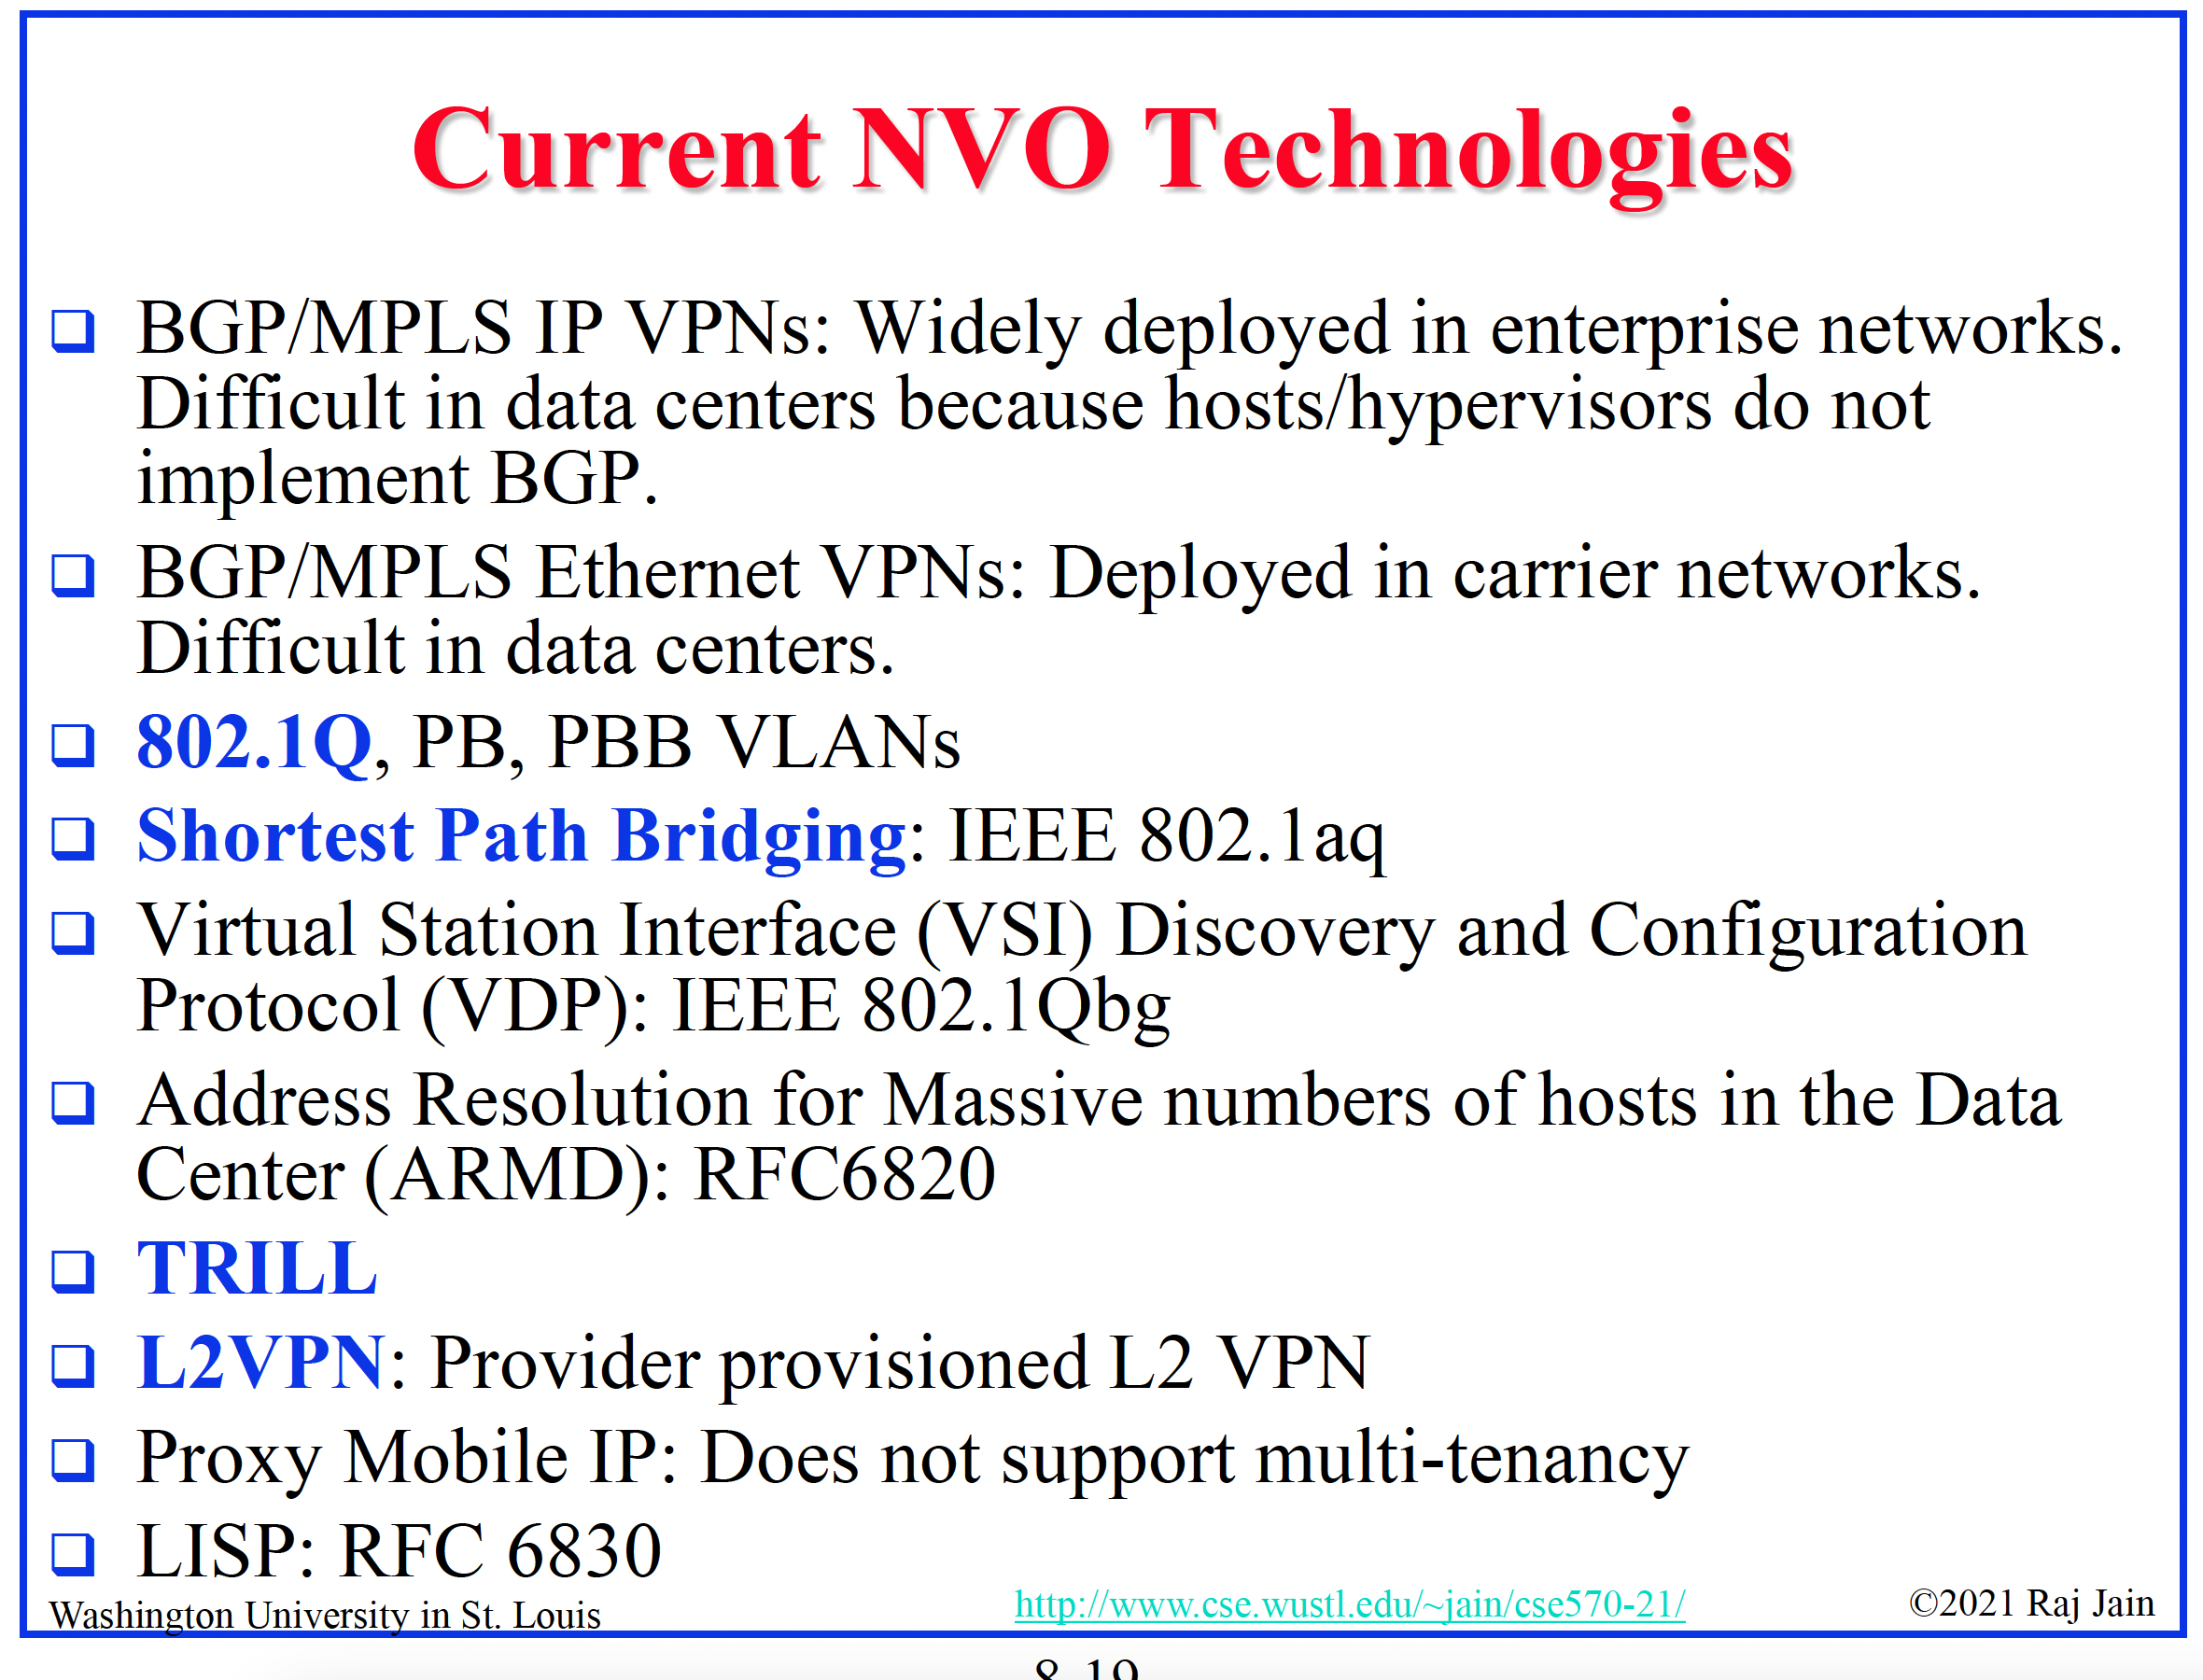 Current NVO Technologies
BGP/MPLS IP VPNs: Widely deployed in enterprise networks.
Difficult in data centers because hosts/hypervisors do not
implement BGP.
BGP/MPLS Ethernet VPNs: Deployed in carrier networks.
Difficult in data centers.
802.1Q, PB, PBB VLANs
Shortest Path Bridging: IEEE 802.1aq
Virtual Station Interface (VSI) Discovery and Configuration
Protocol (VDP): IEEE 802.1Qbg
Address Resolution for Massive numbers of hosts in the Data
Center (ARMD): RFC6820
TRILL
L2VPN: Provider provisioned L2 VPN
Proxy Mobile IP: Does not support multi-tenancy
LISP: RFC 6830
Washington University in St. Louis
http://www.cse.wustl.edu/~jain/cse570-21/
©2021 Raj Jain
8-19